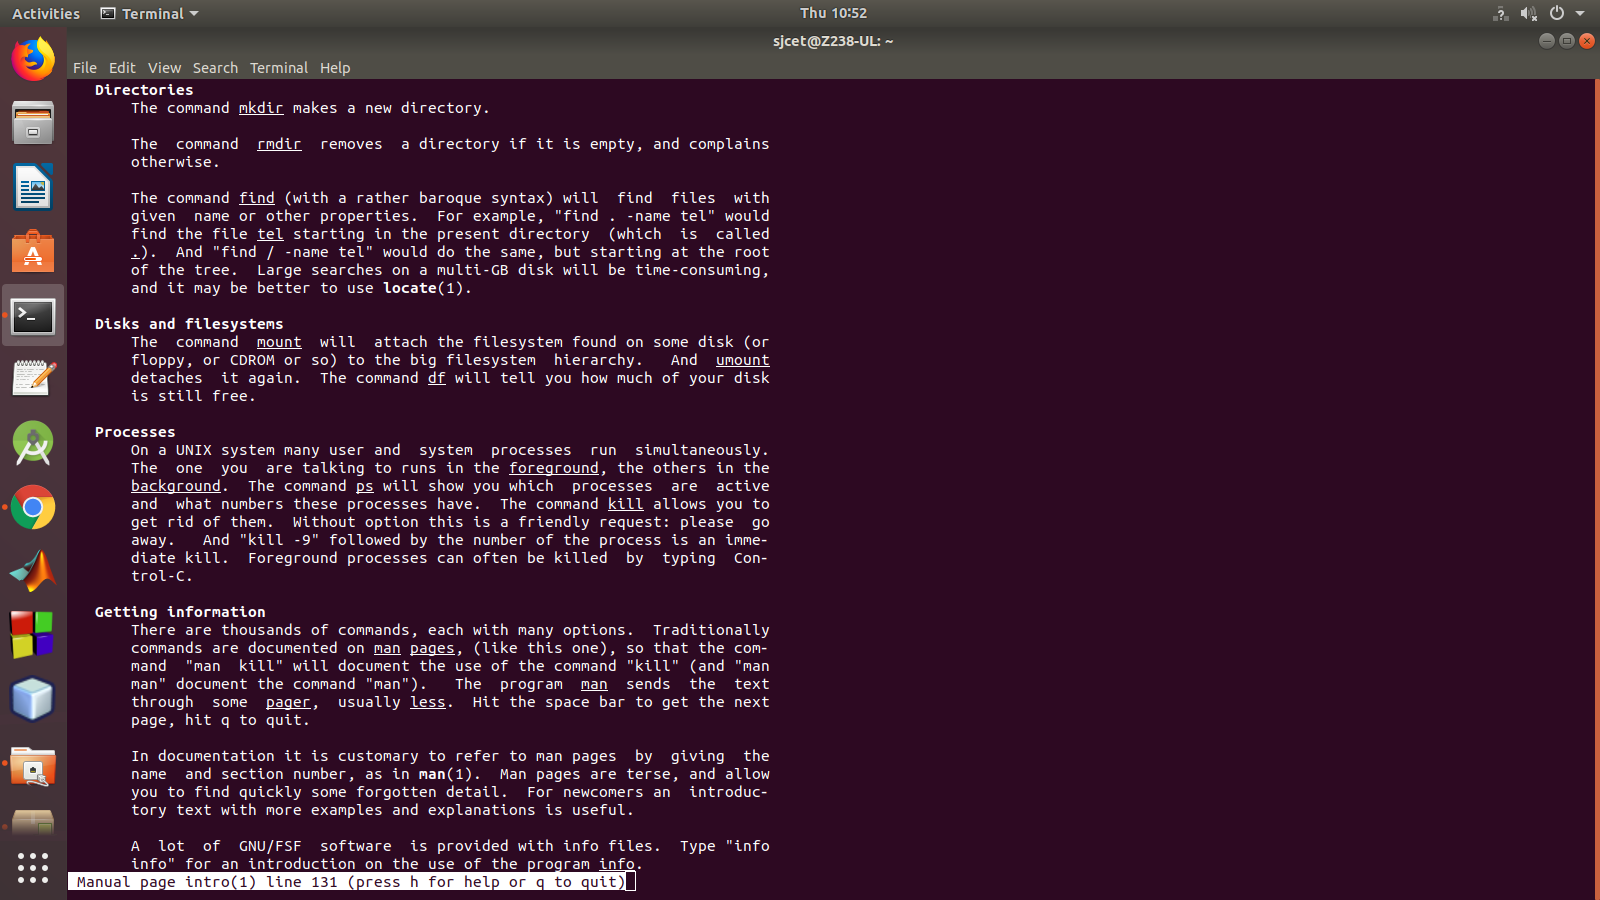 Activities Terminal Thu 10:52
sjcet@Z238-UL: ~
File Edit View Search Terminal Help
Directories
The command mkdir makes a new directory.
The command rmdir removes a directory if it is empty, and complains
otherwise.
The command find (with a rather baroque syntax) will find files with
given name or other properties. For example, "find . -name tel" would
find the file tel starting in the present directory (which is called
.). And "find / -name tel" would do the same, but starting at the root
of the tree. Large searches on a multi-GB disk will be time-consuming,
and it may be better to use locate(1).
Disks and filesystems
The command mount will attach the filesystem found on some disk (or
floppy, or CDROM or so) to the big filesystem hierarchy. And umount
detaches it again. The command df will tell you how much of your disk
is still free.
Processes
On a UNIX system many user and system processes run simultaneously.
The one you are talking to runs in the foreground, the others in the
background. The command ps will show you which processes are active
and what numbers these processes have. The command kill allows you to
get rid of them. Without option this is a friendly request: please go
away. And "kill -9" followed by the number of the process is an imme-
diate kill. Foreground processes can often be killed by typing Con-
trol-C.
Getting information
There are thousands of commands, each with many options. Traditionally
commands are documented on man pages, (like this one), so that the com-
mand "man kill" will document the use of the command "kill" (and "man
man" document the command "man"). The program man sends the text
through some pager, usually less. Hit the space bar to get the next
page, hit q to quit.
In documentation it is customary to refer to man pages by giving the
name and section number, as in man(1). Man pages are terse, and allow
you to find quickly some forgotten detail. For newcomers an introduc-
tory text with more examples and explanations is useful.
A lot of GNU/FSF software is provided with info files. Type "info
info" for an introduction on the use of the program info.
Manual page intro(1) line 131 (press h for help or q to quit)